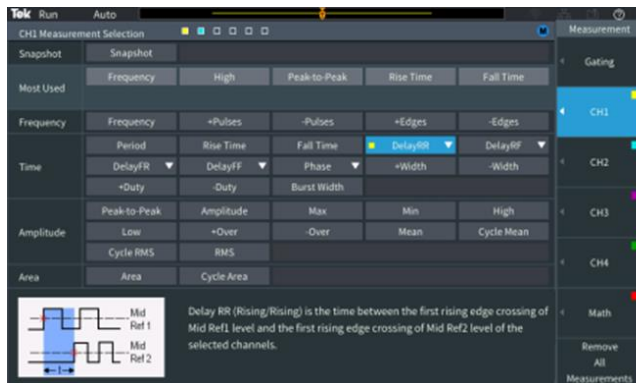 Tek Run Auto
CH1 Measurement Selection
M
Measurement
Snapshot Snapshot
Gating
Most Used Frequency High Peak-to-Peak Rise Time Fall Time
CH1
Frequency Frequency +Pulses -Pulses +Edges -Edges
Time Period Rise Time Fall Time DelayRR DelayRF
DelayFR DelayFF Phase +Width -Width
CH2
+Duty -Duty Burst Width
Amplitude Peak-to-Peak Amplitude Max Min High
CH3
Low +Over -Over Mean Cycle Mean
Cycle RMS RMS
CH4
Area Area Cycle Area
Mid
Ref 1
Mid
Ref 2
t
Delay RR (Rising/Rising) is the time between the first rising edge crossing of
Mid Ref1 level and the first rising edge crossing of Mid Ref2 level of the
selected channels.
Math
Remove
All
Measurements